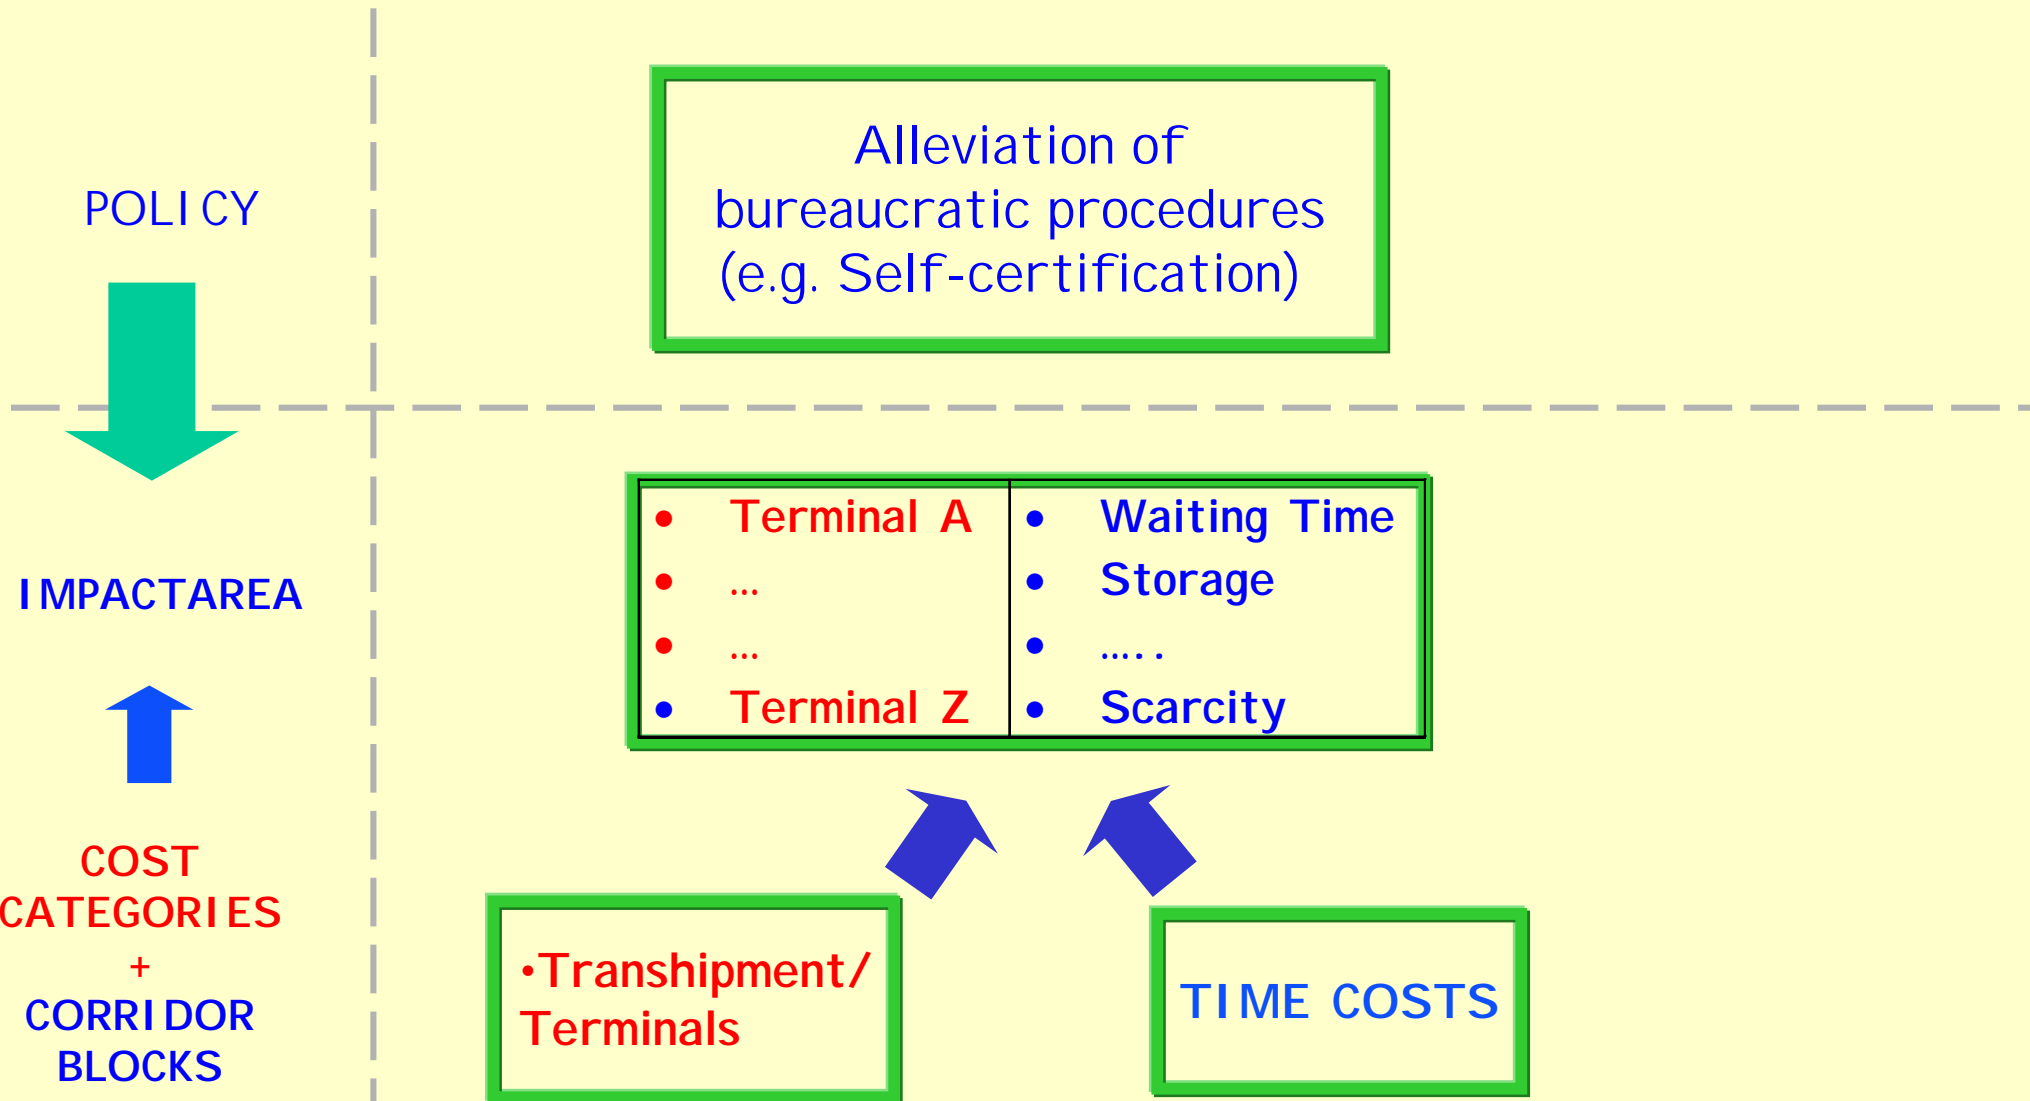 POLICY
Alleviation of
bureaucratic procedures
(e.g. Self-certification)
IMPACTAREA
• Terminal A
• …
• …
• Terminal Z
• Waiting Time
• Storage
• …..
• Scarcity
COST
CATEGORIES
+
CORRIDOR
BLOCKS
•Transhipment/
Terminals
TIME COSTS